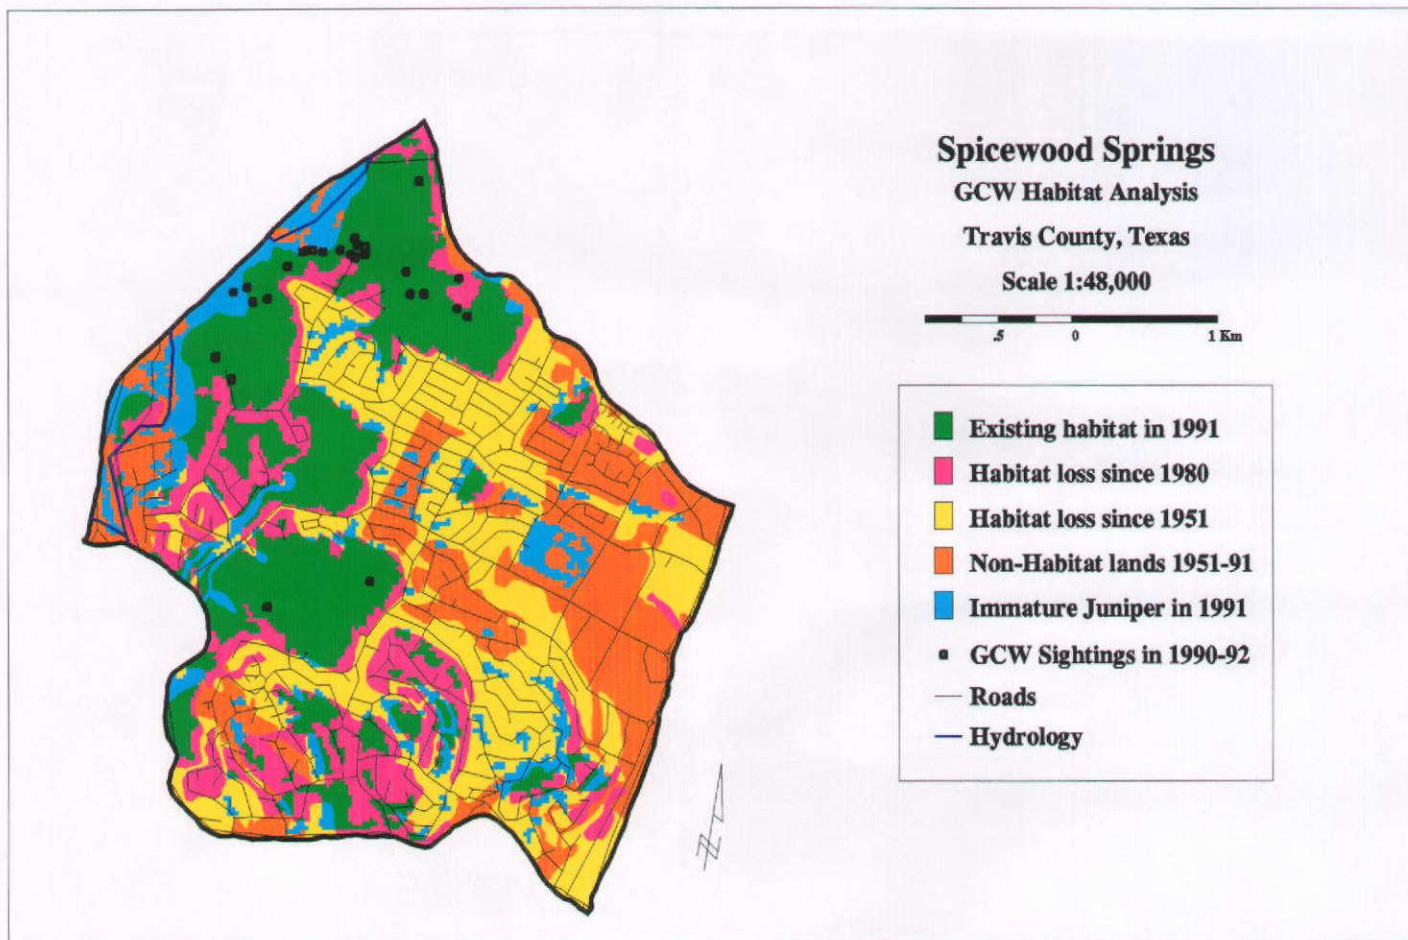 Spicewood Springs
GCW Habitat Analysis
Travis County, Texas
Scale 1:48,000
.5 0 1 Km
Existing habitat in 1991
Habitat loss since 1980
Habitat loss since 1951
Non-Habitat lands 1951-91
Immature Juniper in 1991
GCW Sightings in 1990-92
Roads
Hydrology
N